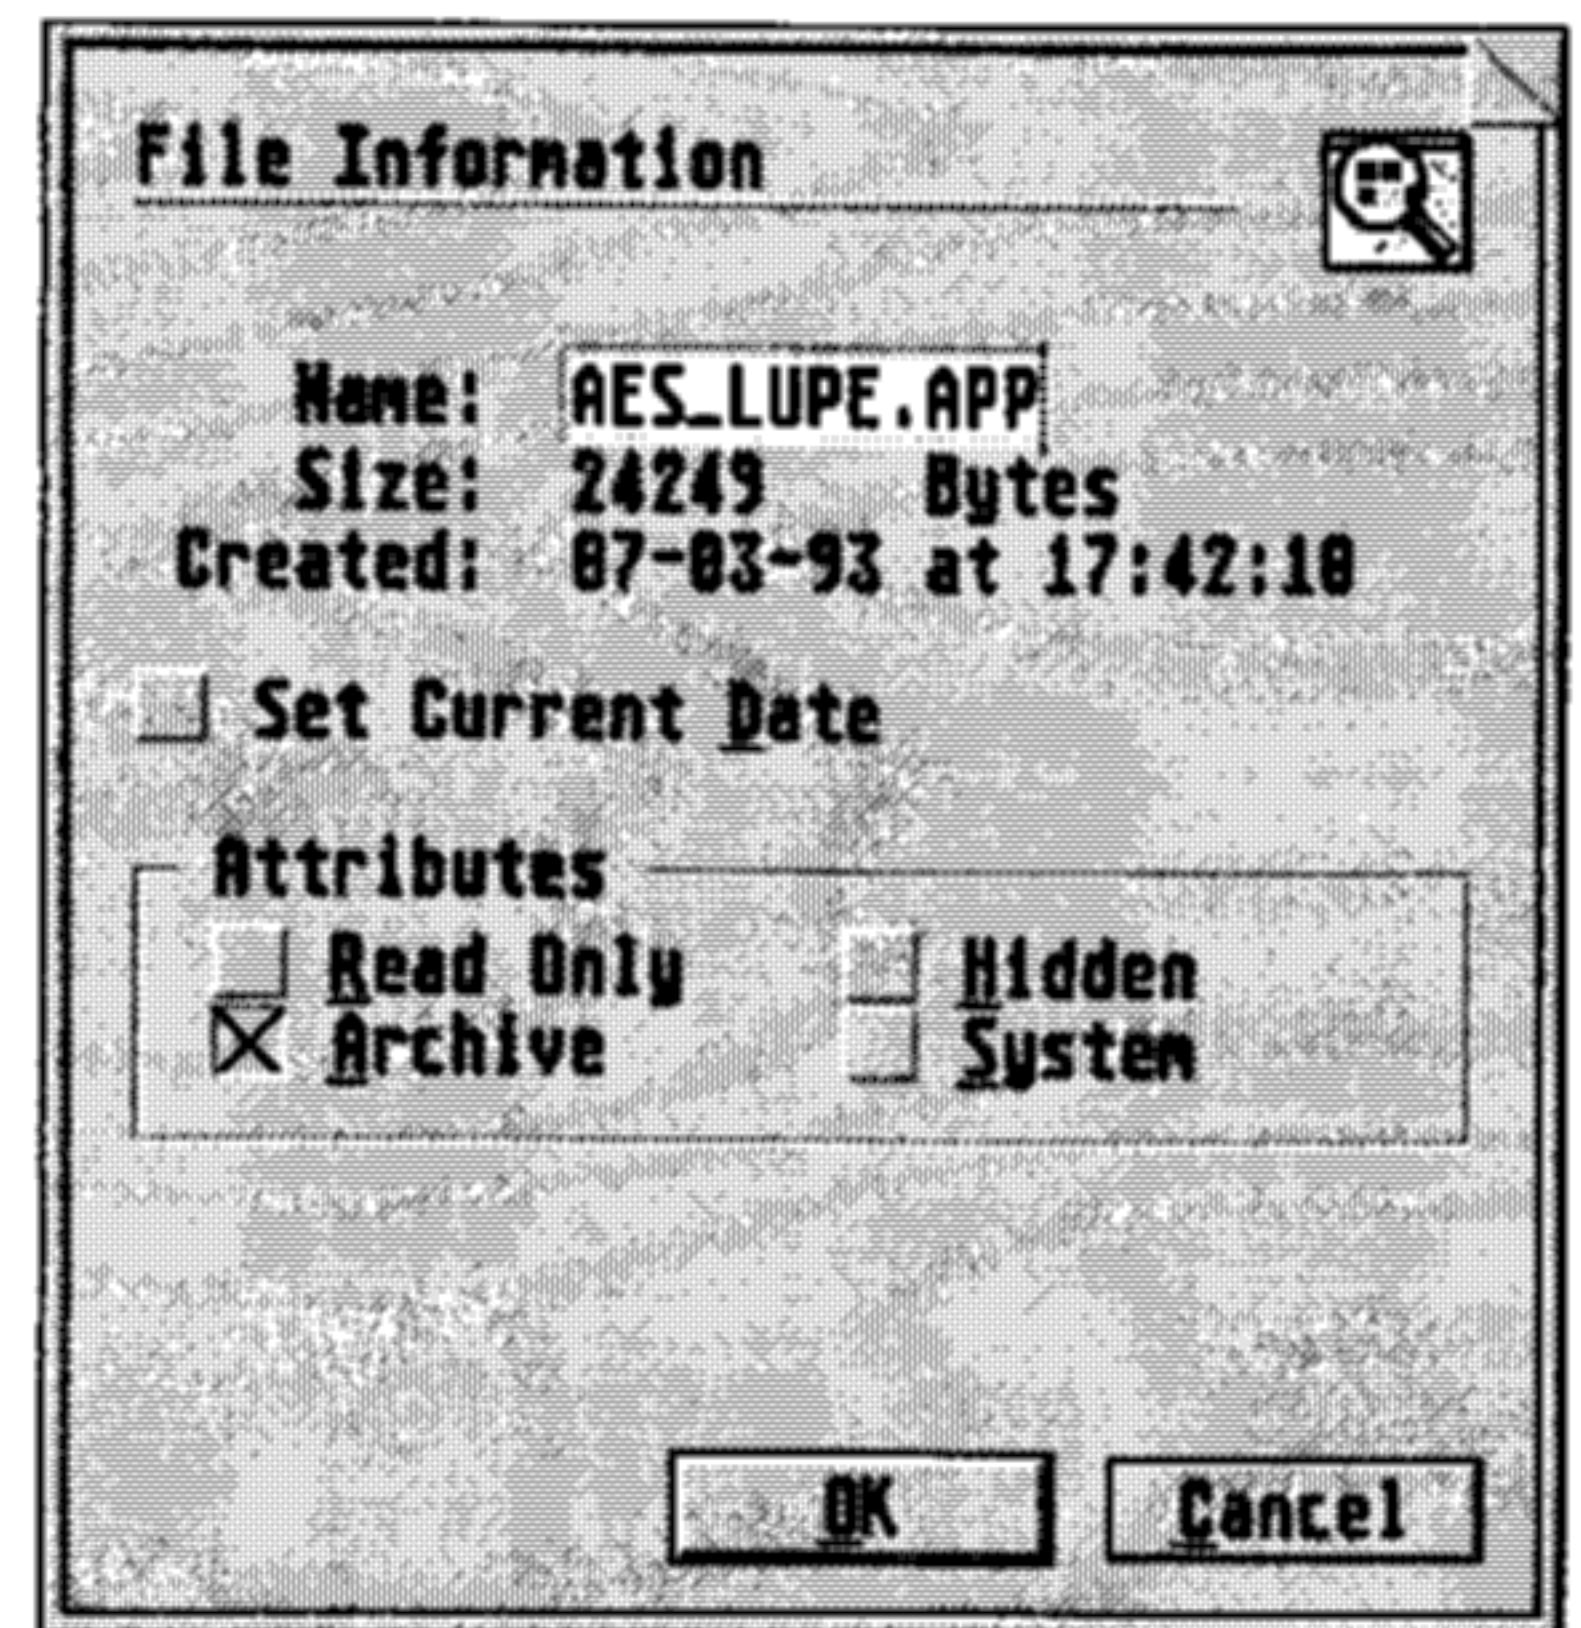 File Information
Name: AES_LUPE.APP
Size: 24249 Bytes
Created: 07-03-93 at 17:42:10
Set Current Date
Attributes
Read Only Hidden
Archive System
OK Cancel